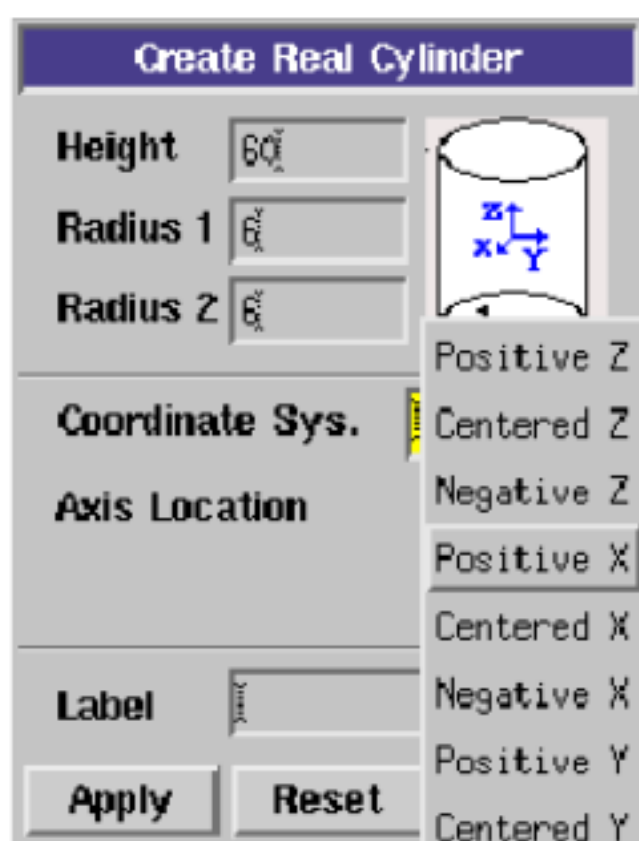 Create Real Cylinder
Height 60
Radius 1 6
Radius 2 6
Z
X
Y
Coordinate Sys.
Axis Location
Label
Apply Reset
Positive Z
Centered Z
Negative Z
Positive X
Centered X
Negative X
Positive Y
Centered Y